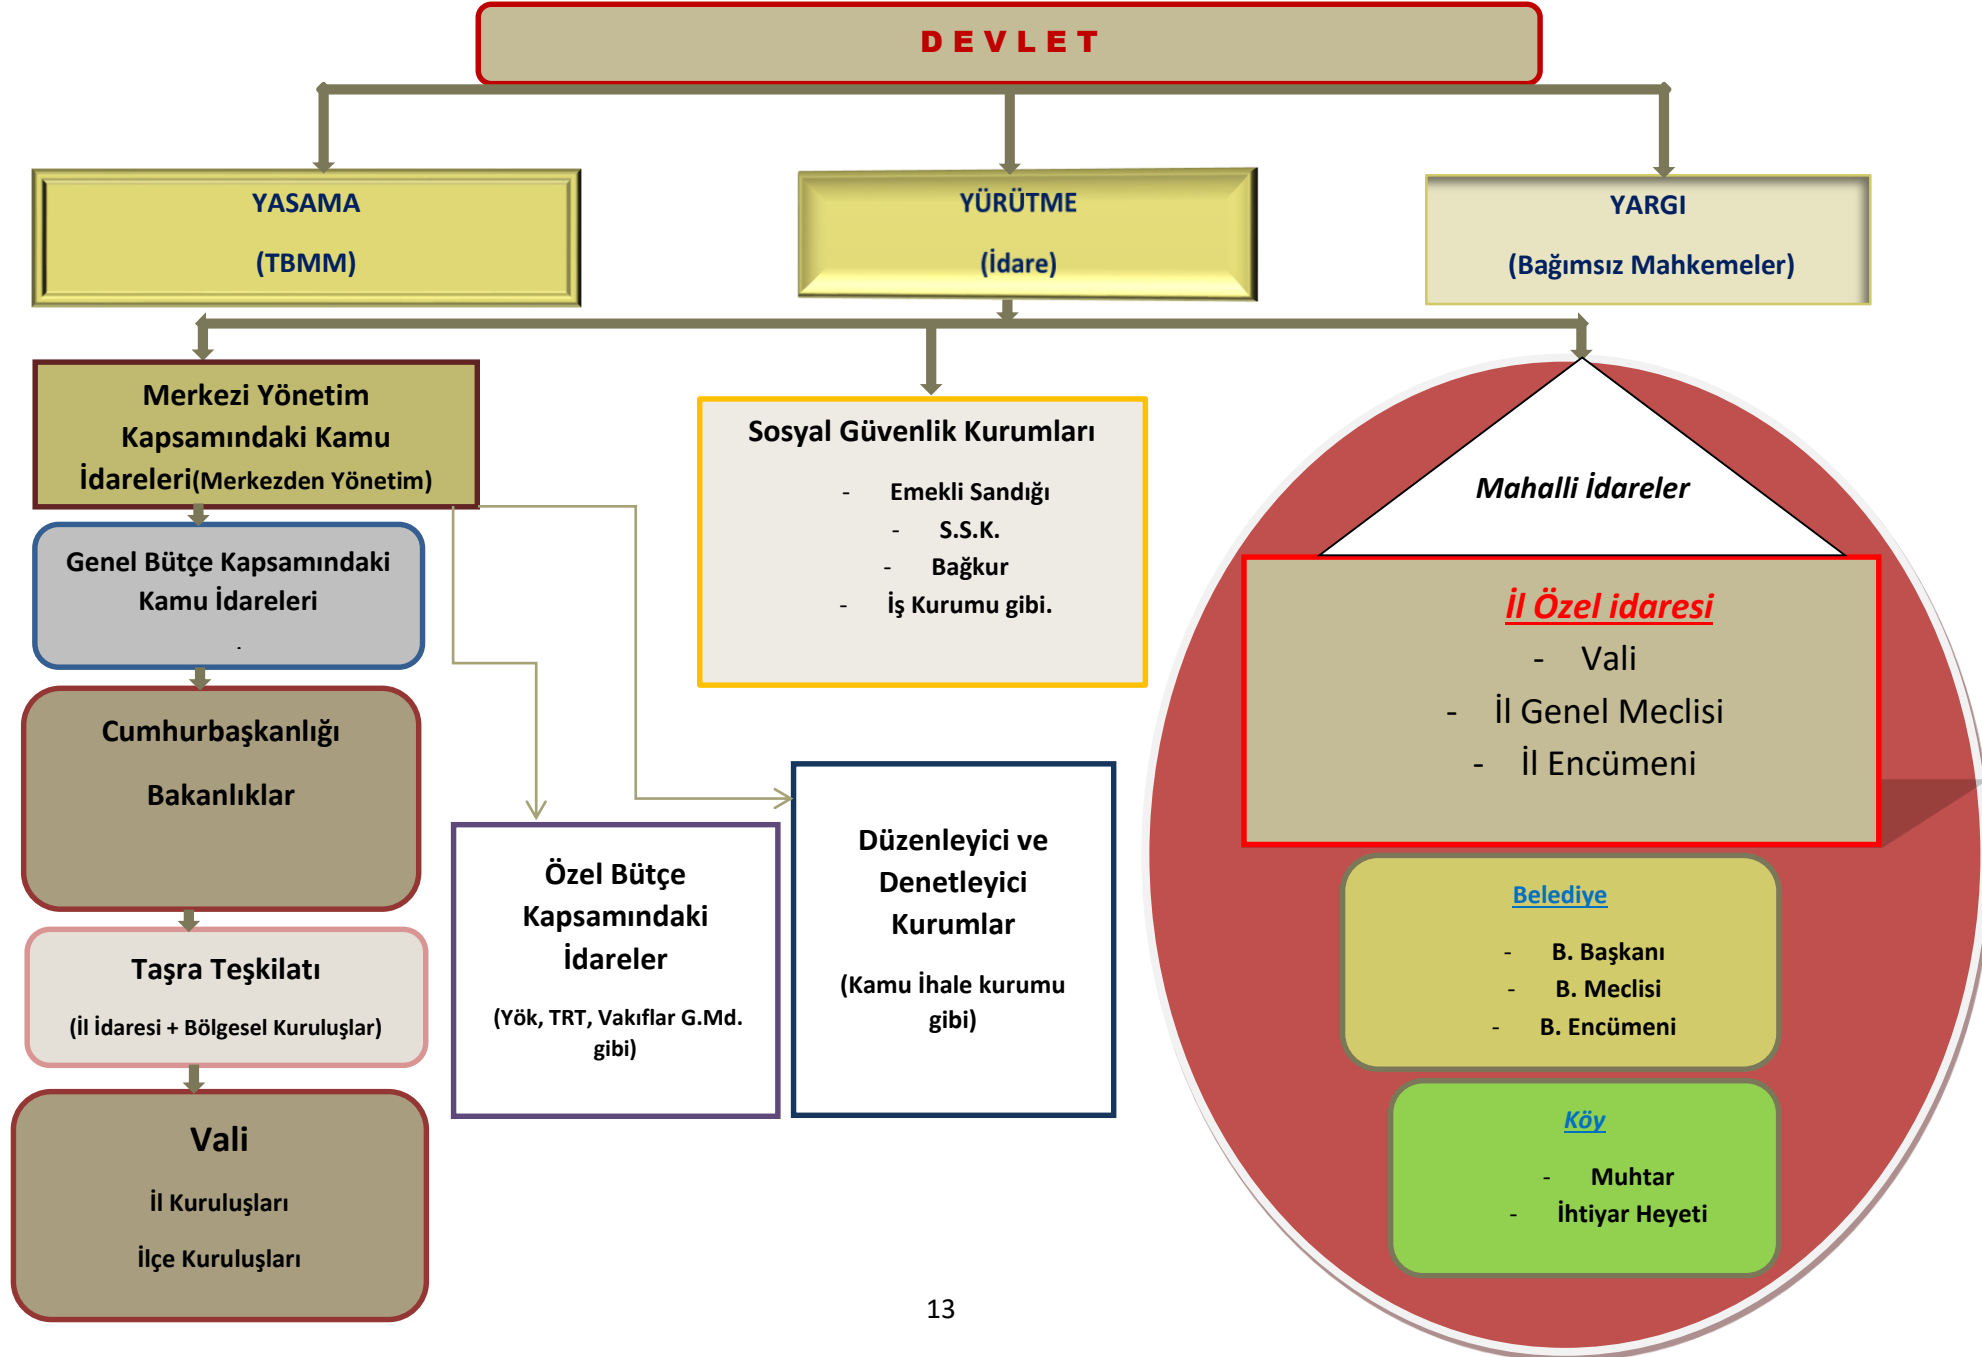 D E V L E T
YASAMA
(TBMM)
YÜRÜTME
(İdare)
YARGI
(Bağımsız Mahkemeler)
Merkezi Yönetim
Kapsamındaki Kamu
İdareleri(Merkezden Yönetim)
Genel Bütçe Kapsamındaki
Kamu İdareleri
.
Cumhurbaşkanlığı
Bakanlıklar
Taşra Teşkilatı
(İl İdaresi + Bölgesel Kuruluşlar)
Vali
İl Kuruluşları
İlçe Kuruluşları
Özel Bütçe
Kapsamındaki
İdareler
(Yök, TRT, Vakıflar G.Md.
gibi)
Düzenleyici ve
Denetleyici
Kurumlar
(Kamu İhale kurumu
gibi)
Sosyal Güvenlik Kurumları
- Emekli Sandığı
- S.S.K.
- Bağkur
- İş Kurumu gibi.
Mahalli İdareler
İl Özel idaresi
- Vali
- İl Genel Meclisi
- İl Encümeni
Belediye
- B. Başkanı
- B. Meclisi
- B. Encümeni
Köy
- Muhtar
- İhtiyar Heyeti
13